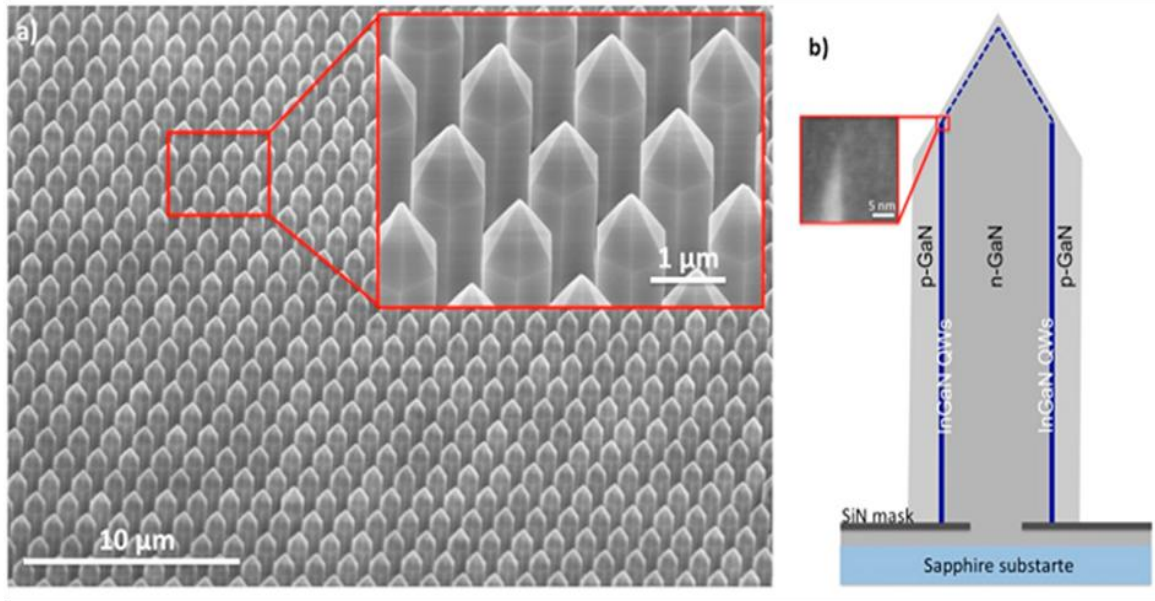 a)
1 µm
10 µm
b)
5 nm
p-GaN
n-GaN
p-GaN
InGaN QWs
InGaN QWs
SiN mask
Sapphire substarte